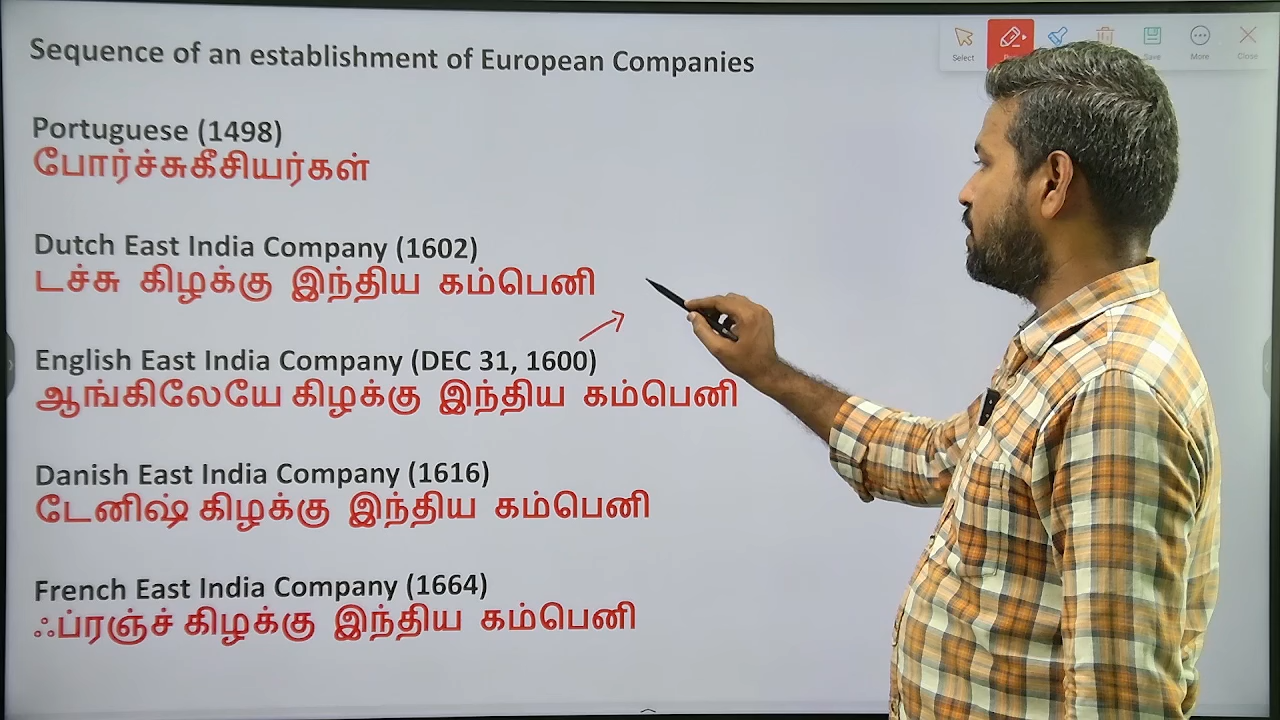 Sequence of an establishment of European Companies
Select
Save
More
Close
Portuguese (1498)
போர்ச்சுகீசியர்கள்
Dutch East India Company (1602)
டச்சு கிழக்கு இந்திய கம்பெனி
English East India Company (DEC 31, 1600)
ஆங்கிலேயே கிழக்கு இந்திய கம்பெனி
Danish East India Company (1616)
டேனிஷ் கிழக்கு இந்திய கம்பெனி
French East India Company (1664)
ஃப்ரஞ்ச் கிழக்கு இந்திய கம்பெனி